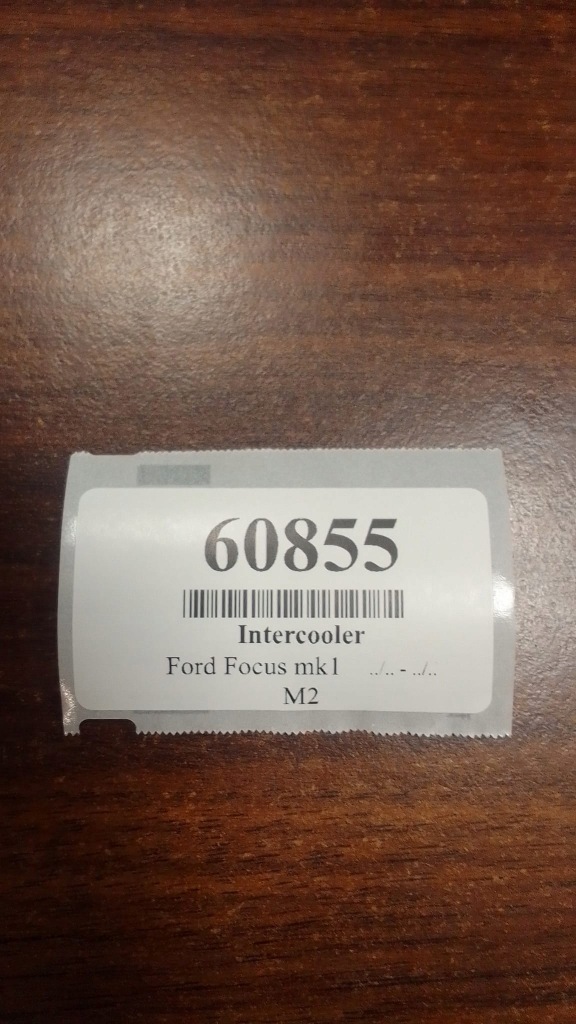 60855
Intercooler
Ford Focus mk1 ../.. - ../..
M2